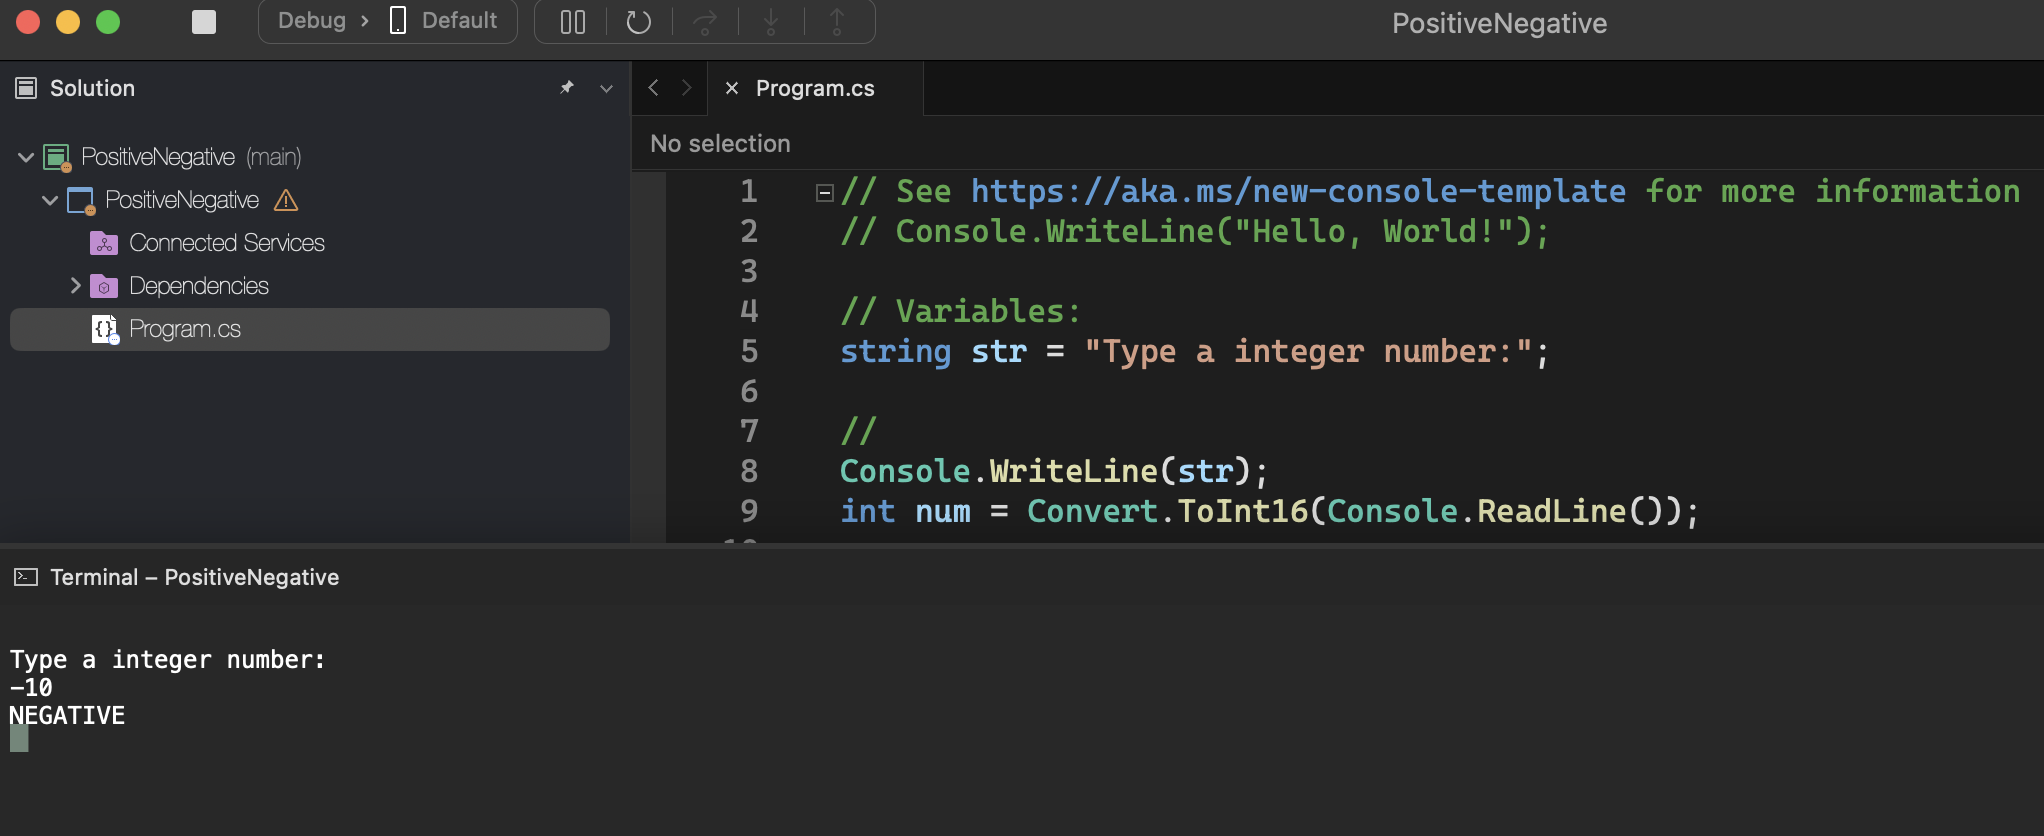 Debug › Default
PositiveNegative
Solution
Program.cs
No selection
PositiveNegative (main)
PositiveNegative
Connected Services
Dependencies
Program.cs
1 // See https://aka.ms/new-console-template for more information
2 // Console.WriteLine("Hello, World!");
3
4 // Variables:
5 string str = "Type a integer number:";
6
7 //
8 Console.WriteLine(str);
9 int num = Convert.ToInt16(Console.ReadLine());
Terminal – PositiveNegative
Type a integer number:
-10
NEGATIVE